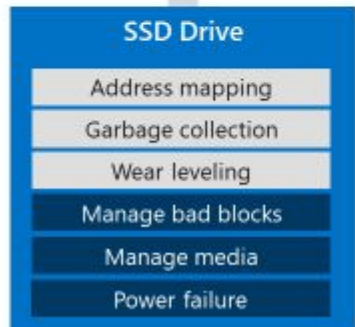 SSD Drive
Address mapping
Garbage collection
Wear leveling
Manage bad blocks
Manage media
Power failure